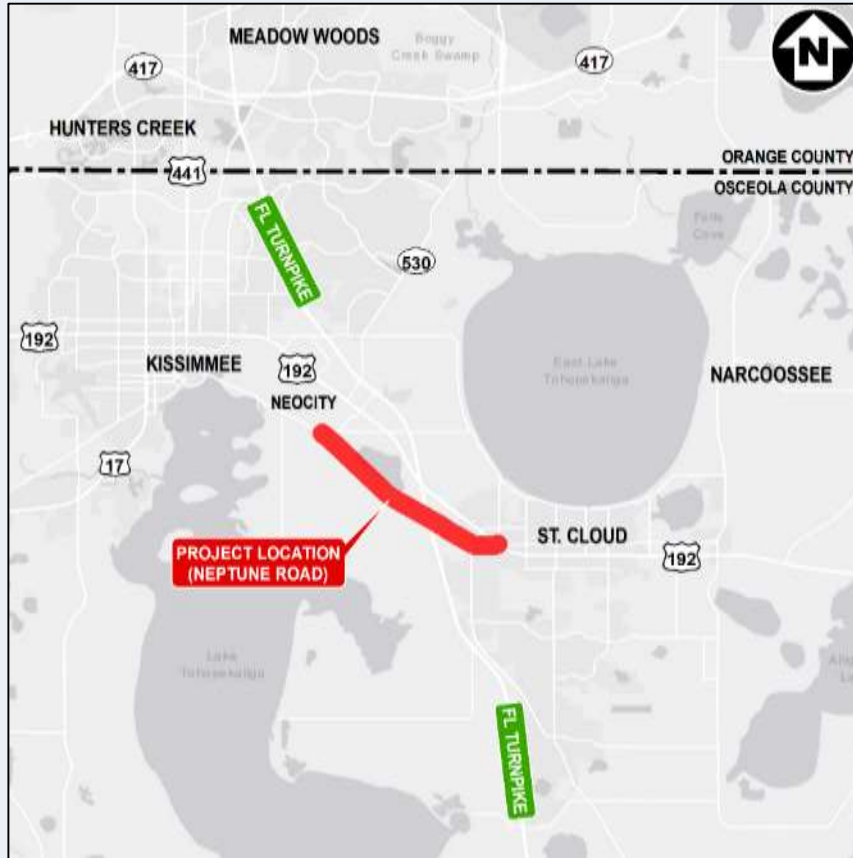 MEADOW WOODS
Boggy
Creek Swamp
N
417
417
HUNTERS CREEK
441
ORANGE COUNTY
OSCEOLA COUNTY
FL TURNPIKE
530
192
KISSIMMEE
192
NEOCITY
East Lake
Tohopekaliga
NARCOOSSEE
17
PROJECT LOCATION
(NEPTUNE ROAD)
ST. CLOUD
192
Lake
Tohopekaliga
FL TURNPIKE